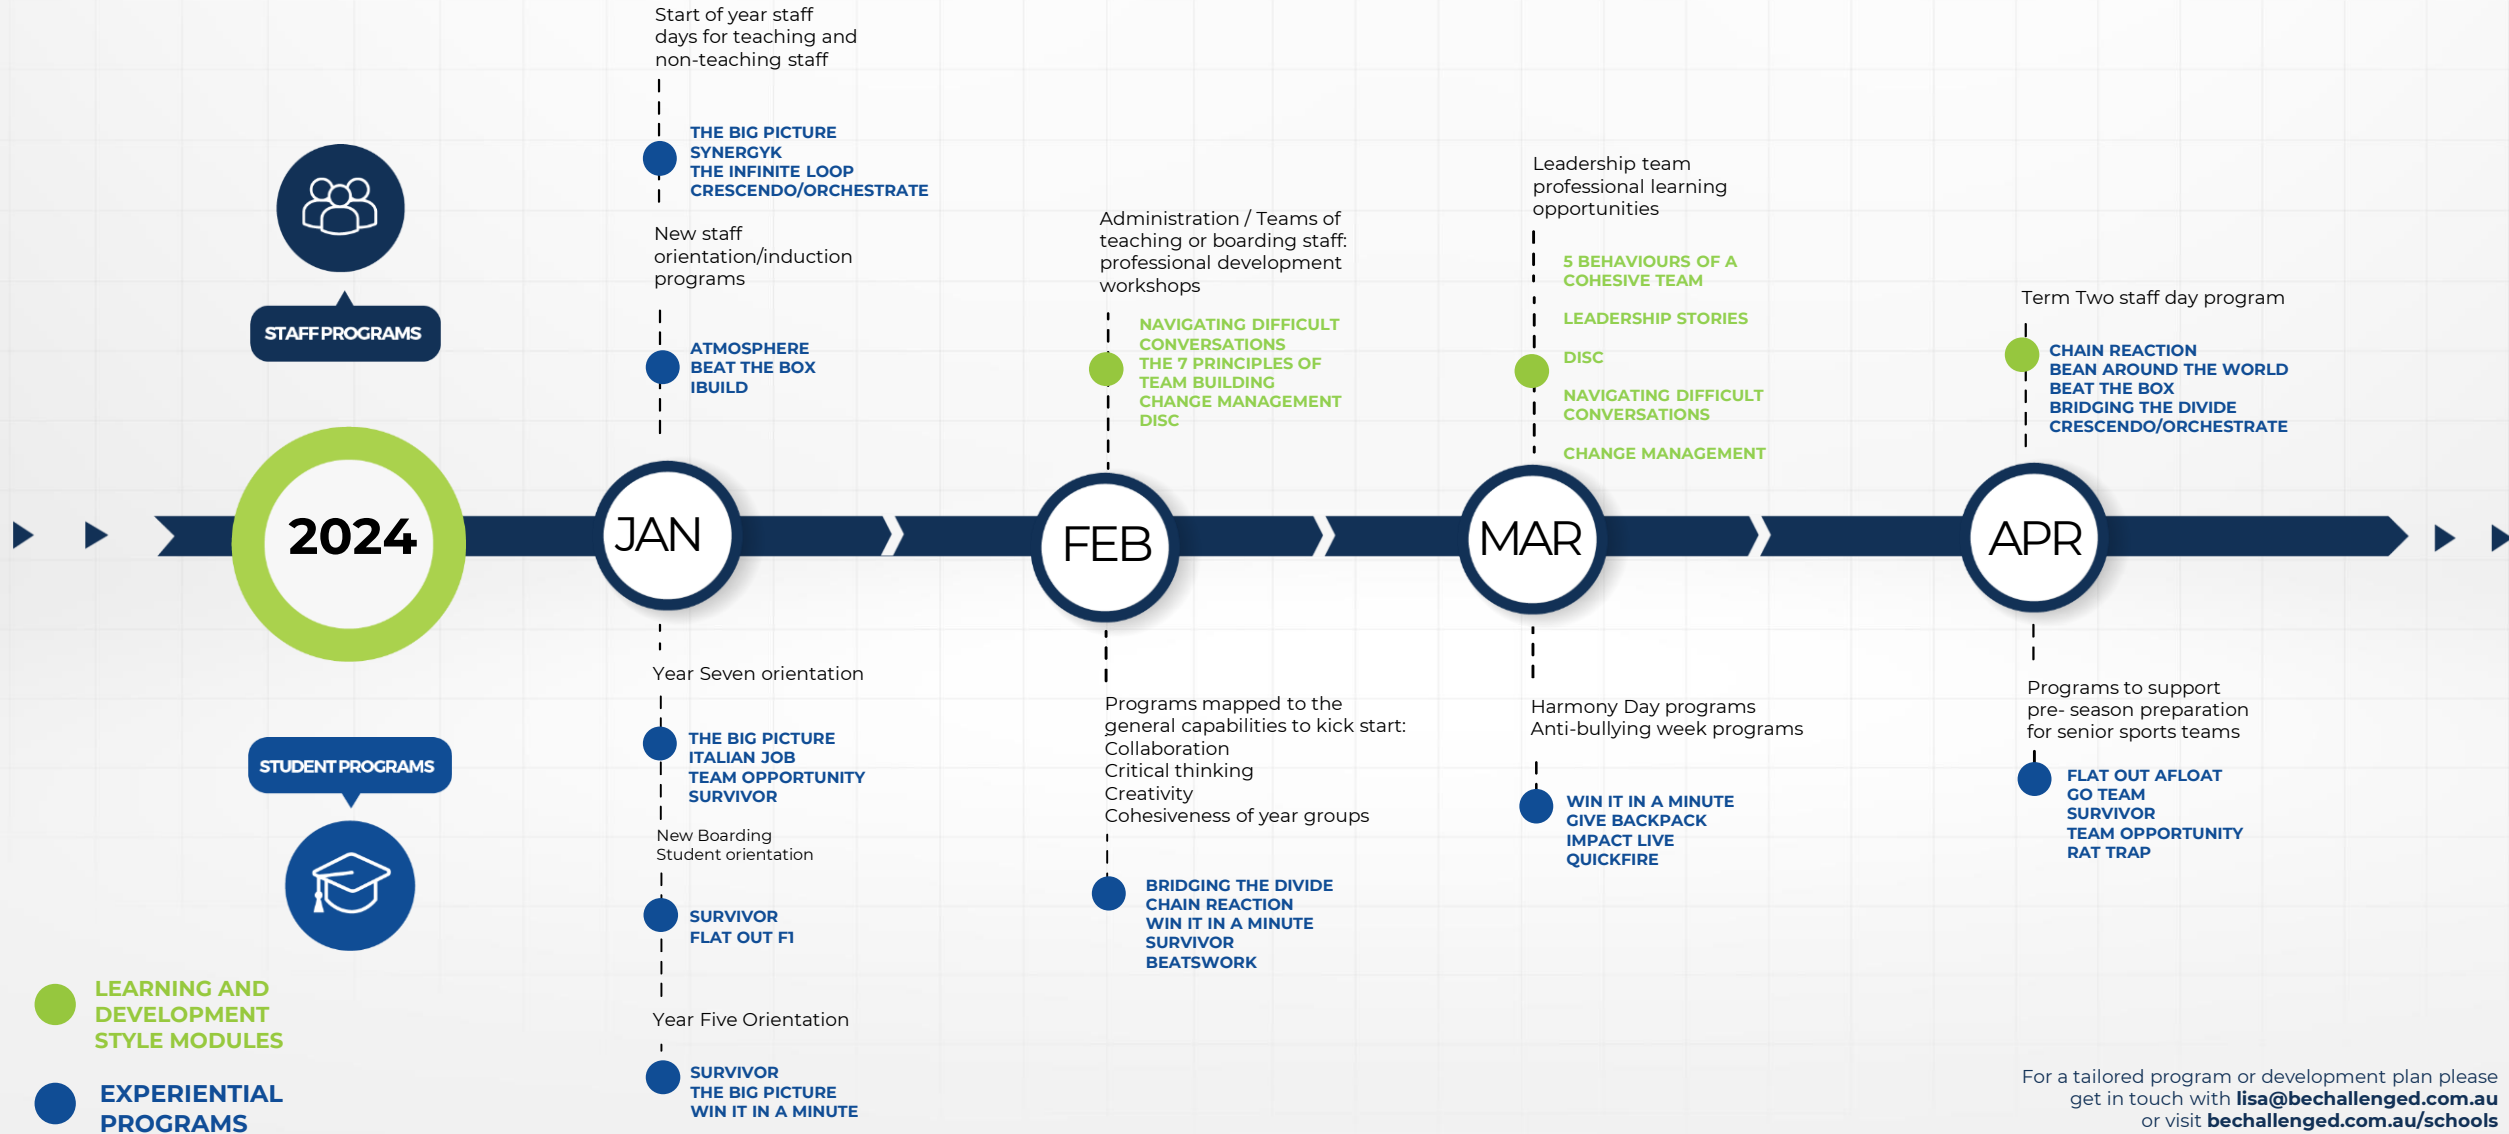 Start of year staff
days for teaching and
non-teaching staff
THE BIG PICTURE
SYNERGYK
THE INFINITE LOOP
CRESCENDO/ORCHESTRATE
New staff
orientation/induction
programs
ATMOSPHERE
BEAT THE BOX
IBUILD
Administration / Teams of
teaching or boarding staff:
professional development
workshops
NAVIGATING DIFFICULT
CONVERSATIONS
THE 7 PRINCIPLES OF
TEAM BUILDING
CHANGE MANAGEMENT
DISC
Leadership team
professional learning
opportunities
5 BEHAVIOURS OF A
COHESIVE TEAM
LEADERSHIP STORIES
DISC
NAVIGATING DIFFICULT
CONVERSATIONS
CHANGE MANAGEMENT
Term Two staff day program
CHAIN REACTION
BEAN AROUND THE WORLD
BEAT THE BOX
BRIDGING THE DIVIDE
CRESCENDO/ORCHESTRATE
STAFF PROGRAMS
2024
JAN
FEB
MAR
APR
STUDENT PROGRAMS
Year Seven orientation
THE BIG PICTURE
ITALIAN JOB
TEAM OPPORTUNITY
SURVIVOR
New Boarding
Student orientation
SURVIVOR
FLAT OUT F1
Year Five Orientation
SURVIVOR
THE BIG PICTURE
WIN IT IN A MINUTE
Programs mapped to the
general capabilities to kick start:
Collaboration
Critical thinking
Creativity
Cohesiveness of year groups
BRIDGING THE DIVIDE
CHAIN REACTION
WIN IT IN A MINUTE
SURVIVOR
BEATSWORK
Harmony Day programs
Anti-bullying week programs
WIN IT IN A MINUTE
GIVE BACKPACK
IMPACT LIVE
QUICKFIRE
Programs to support
pre- season preparation
for senior sports teams
FLAT OUT AFLOAT
GO TEAM
SURVIVOR
TEAM OPPORTUNITY
RAT TRAP
LEARNING AND
DEVELOPMENT
STYLE MODULES
EXPERIENTIAL
PROGRAMS
For a tailored program or development plan please
get in touch with lisa@bechallenged.com.au
or visit bechallenged.com.au/schools